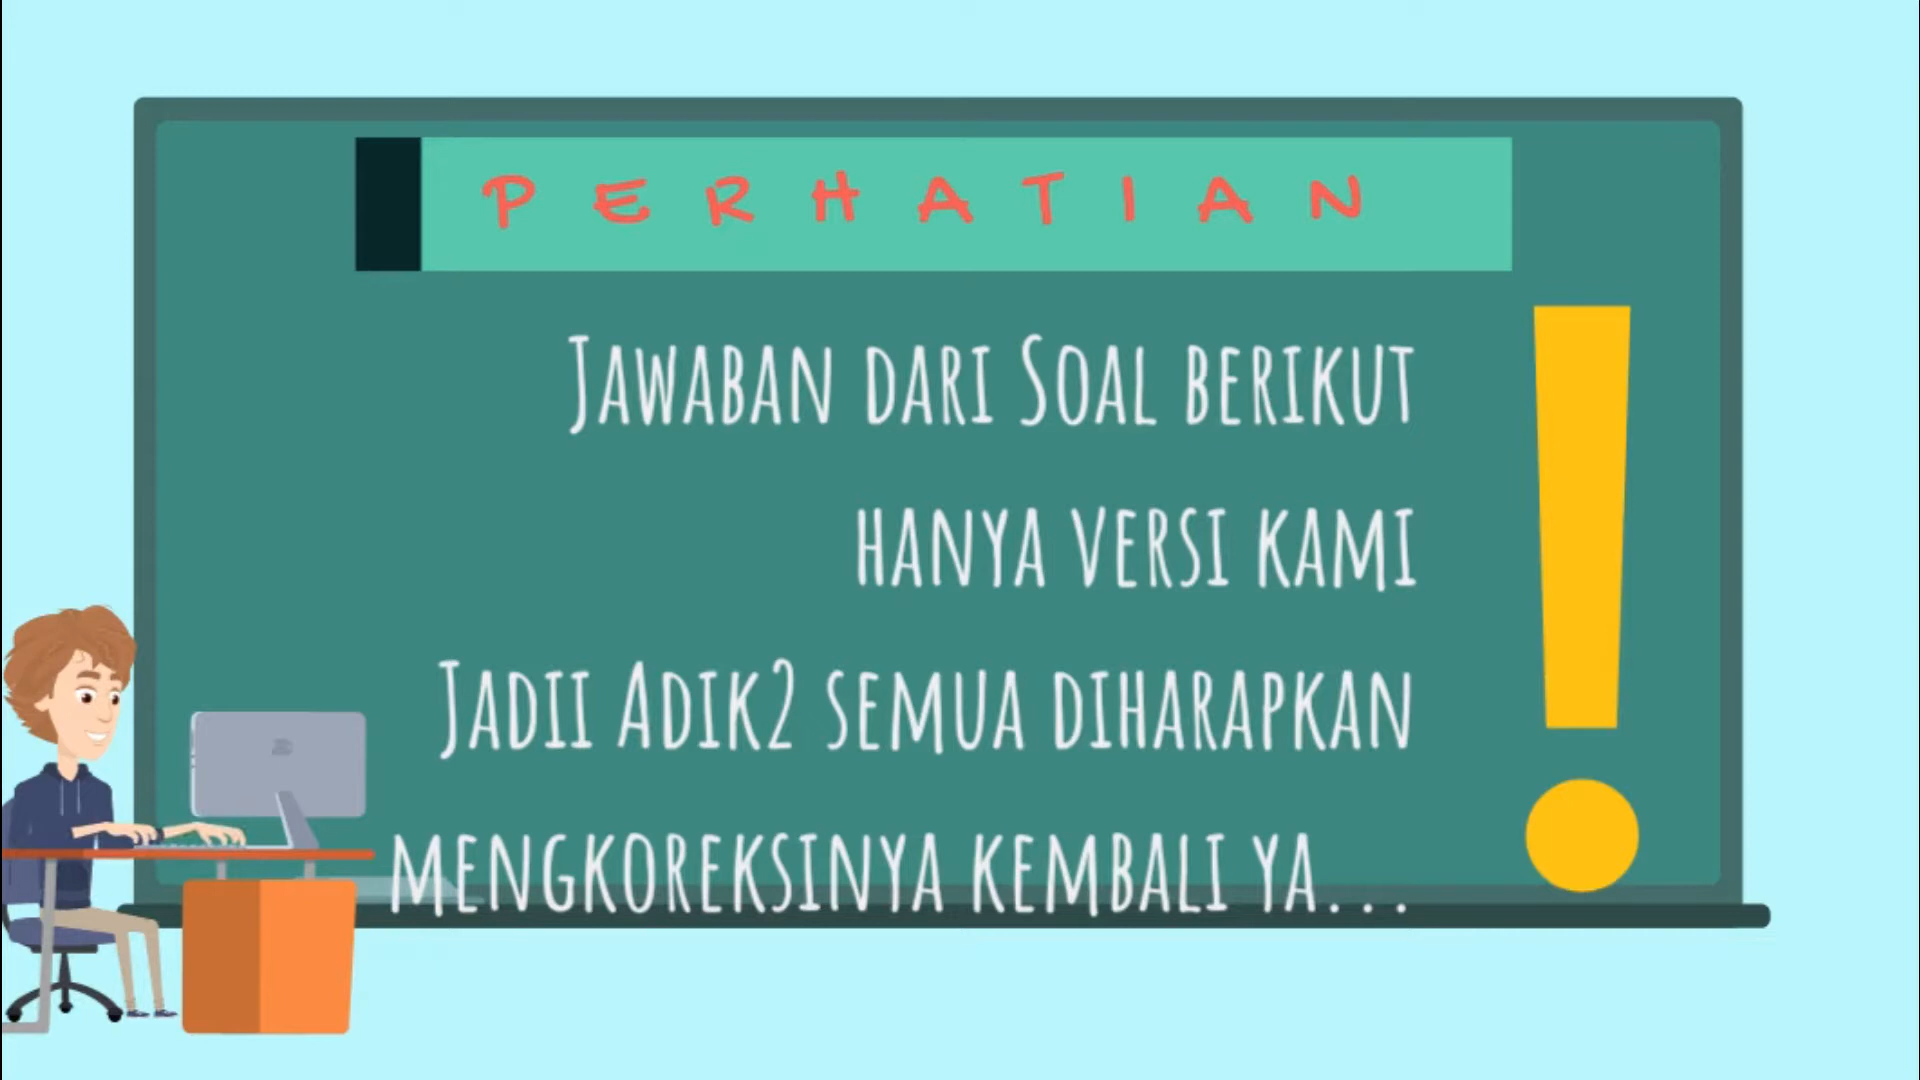 PERHATIAN
Jawaban dari Soal berikut
hanya versi kami
Jadii Adik2 semua diharapkan
mengkoreksinya kembali ya...